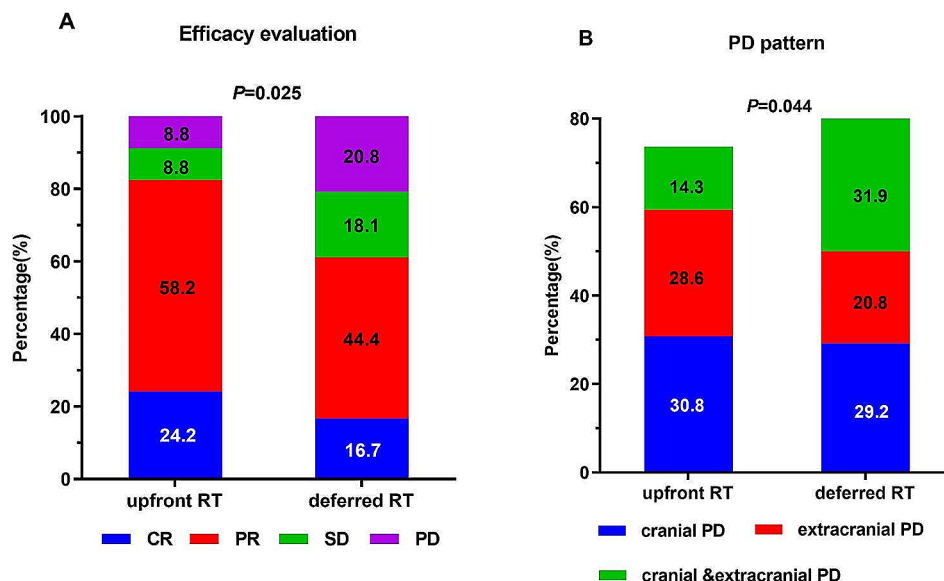 A
Efficacy evaluation
P=0.025
Percentage(%)
100
80
60
40
20
0
8.8
8.8
58.2
24.2
20.8
18.1
44.4
16.7
upfront RT
deferred RT
CR PR SD PD
B
PD pattern
P=0.044
Percentage(%)
80
60
40
20
0
14.3
28.6
30.8
31.9
20.8
29.2
upfront RT
deferred RT
cranial PD extracranial PD
cranial &extracranial PD